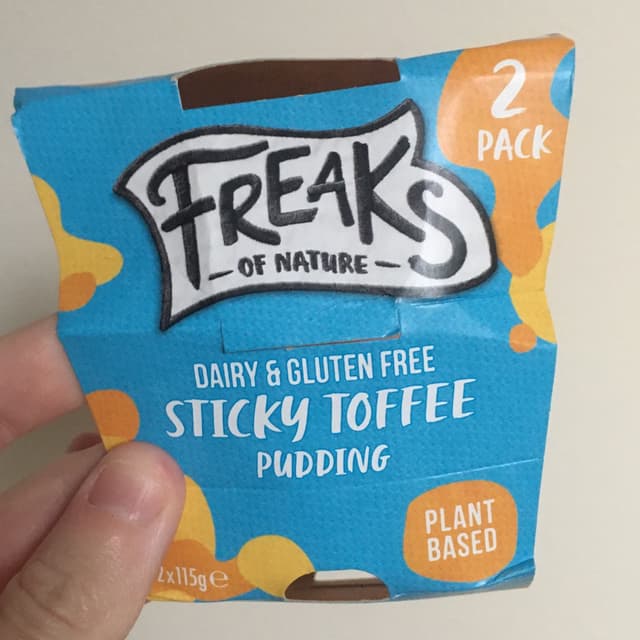 2
PACK
FREAKS
— OF NATURE —
DAIRY & GLUTEN FREE
STICKY TOFFEE
PUDDING
PLANT
BASED
2x115g e